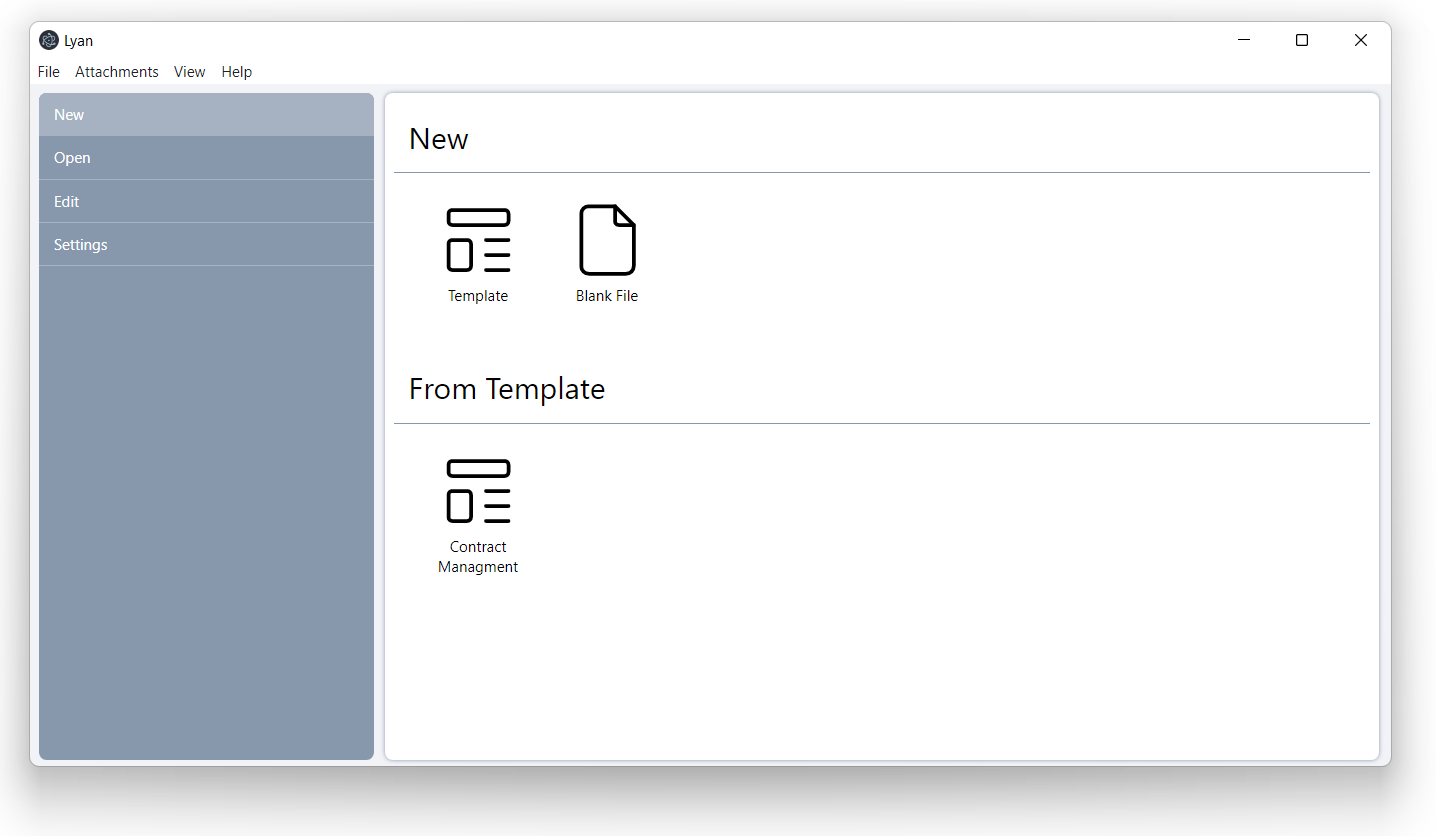 Lyan
File Attachments View Help
New
Open
Edit
Settings
New
Template
Blank File
From Template
Contract
Managment